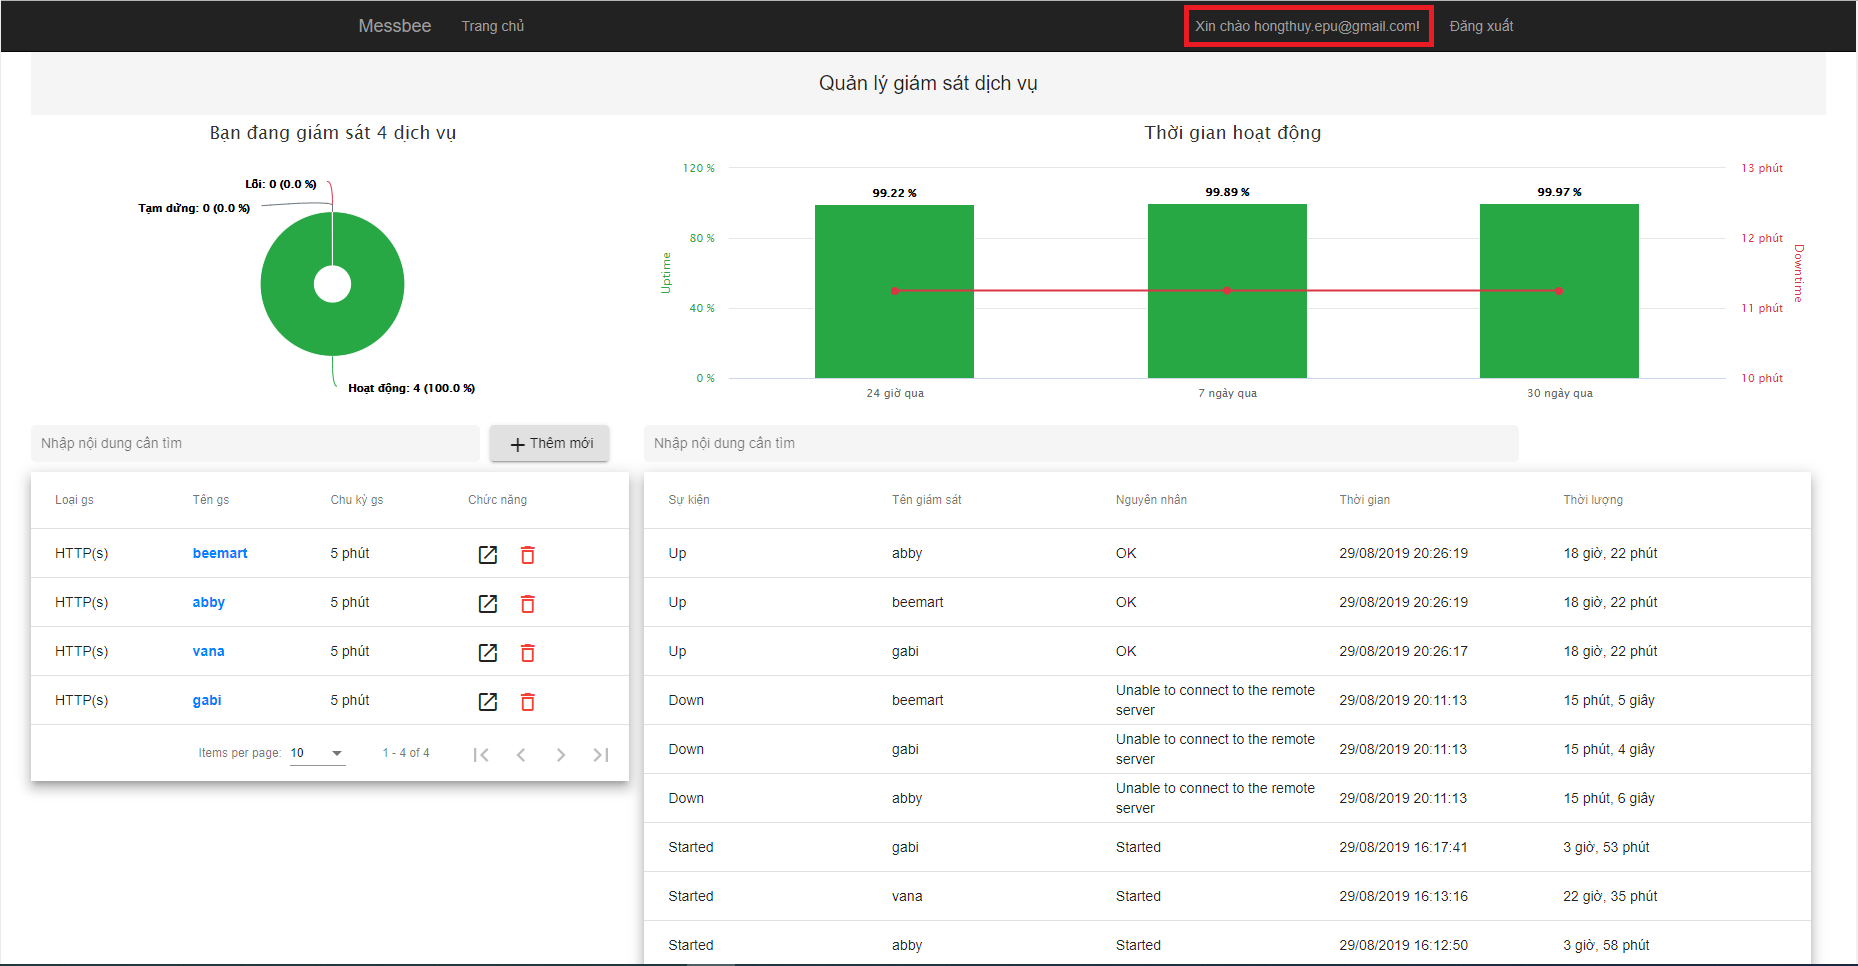 Messbee Trang chủ Xin chào hongthuy.epu@gmail.com! Đăng xuất
Quản lý giám sát dịch vụ
Bạn đang giám sát 4 dịch vụ
Lỗi: 0 (0.0 %)
Tạm dừng: 0 (0.0 %)
Hoạt động: 4 (100.0 %)
Thời gian hoạt động
120 %
80 %
40 %
0 %
Uptime
99.22 %
99.89 %
99.97 %
13 phút
12 phút
11 phút
10 phút
Downtime
24 giờ qua
7 ngày qua
30 ngày qua
Nhập nội dung cần tìm
Thêm mới
Loại gs Tên gs Chu kỳ gs Chức năng
HTTP(s) beemart 5 phút
HTTP(s) abby 5 phút
HTTP(s) vana 5 phút
HTTP(s) gabi 5 phút
Items per page: 10 1 - 4 of 4
Nhập nội dung cần tìm
Sự kiện Tên giám sát Nguyên nhân Thời gian Thời lượng
Up abby OK 29/08/2019 20:26:19 18 giờ, 22 phút
Up beemart OK 29/08/2019 20:26:19 18 giờ, 22 phút
Up gabi OK 29/08/2019 20:26:17 18 giờ, 22 phút
Down beemart Unable to connect to the remote
server 29/08/2019 20:11:13 15 phút, 5 giây
Down gabi Unable to connect to the remote
server 29/08/2019 20:11:13 15 phút, 4 giây
Down abby Unable to connect to the remote
server 29/08/2019 20:11:13 15 phút, 6 giây
Started gabi Started 29/08/2019 16:17:41 3 giờ, 53 phút
Started vana Started 29/08/2019 16:13:16 22 giờ, 35 phút
Started abby Started 29/08/2019 16:12:50 3 giờ, 58 phút